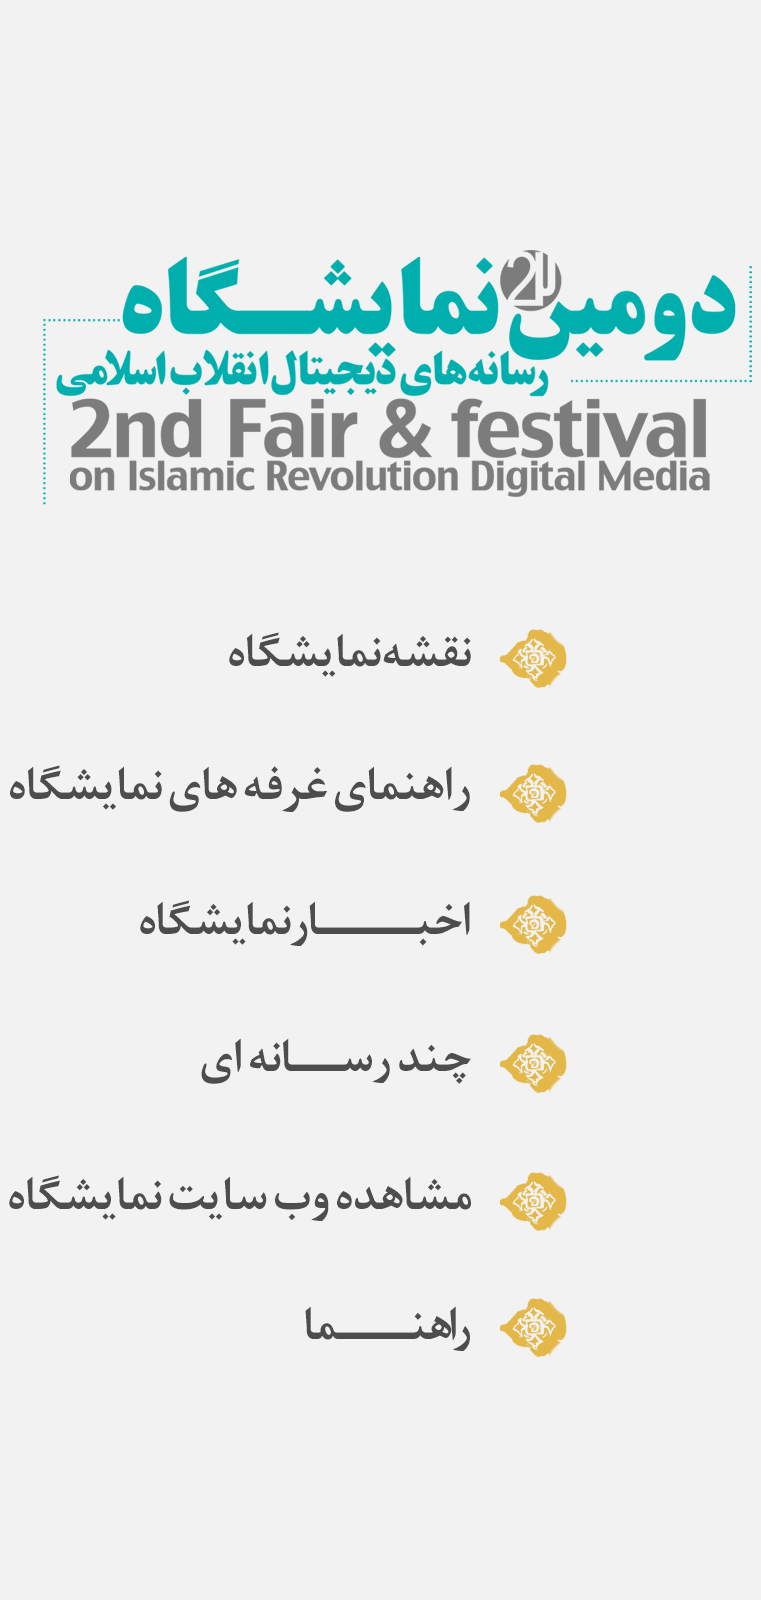 دومین نمایشگاه
رسانه‌های دیجیتال انقلاب اسلامی
2nd Fair & festival
on Islamic Revolution Digital Media
نقشه نمایشگاه
راهنمای غرفه های نمایشگاه
اخبار نمایشگاه
چند رسانه ای
مشاهده وب سایت نمایشگاه
راهنما